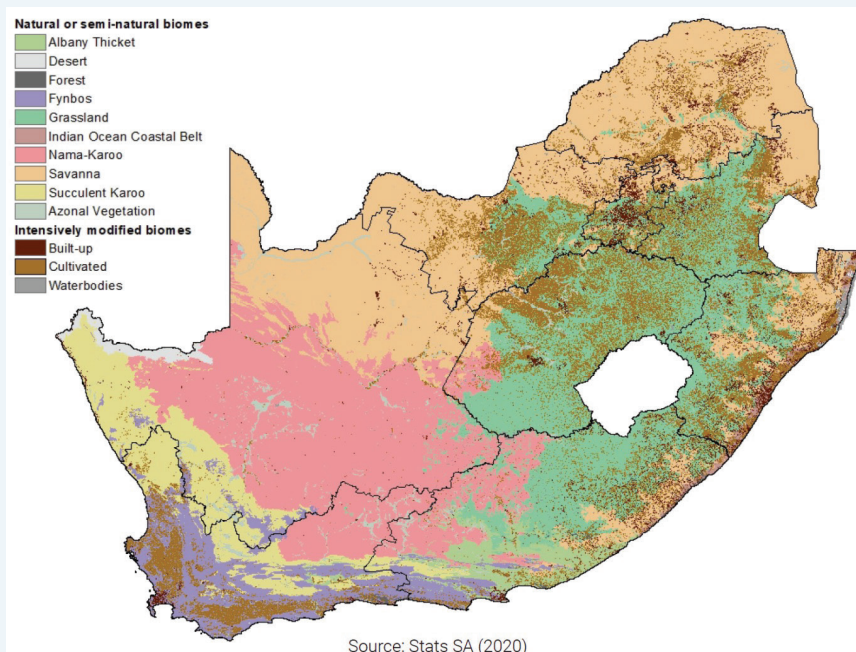 Natural or semi-natural biomes
Albany Thicket
Desert
Forest
Fynbos
Grassland
Indian Ocean Coastal Belt
Nama-Karoo
Savanna
Succulent Karoo
Azonal Vegetation
Intensively modified biomes
Built-up
Cultivated
Waterbodies
Source: Stats SA (2020)